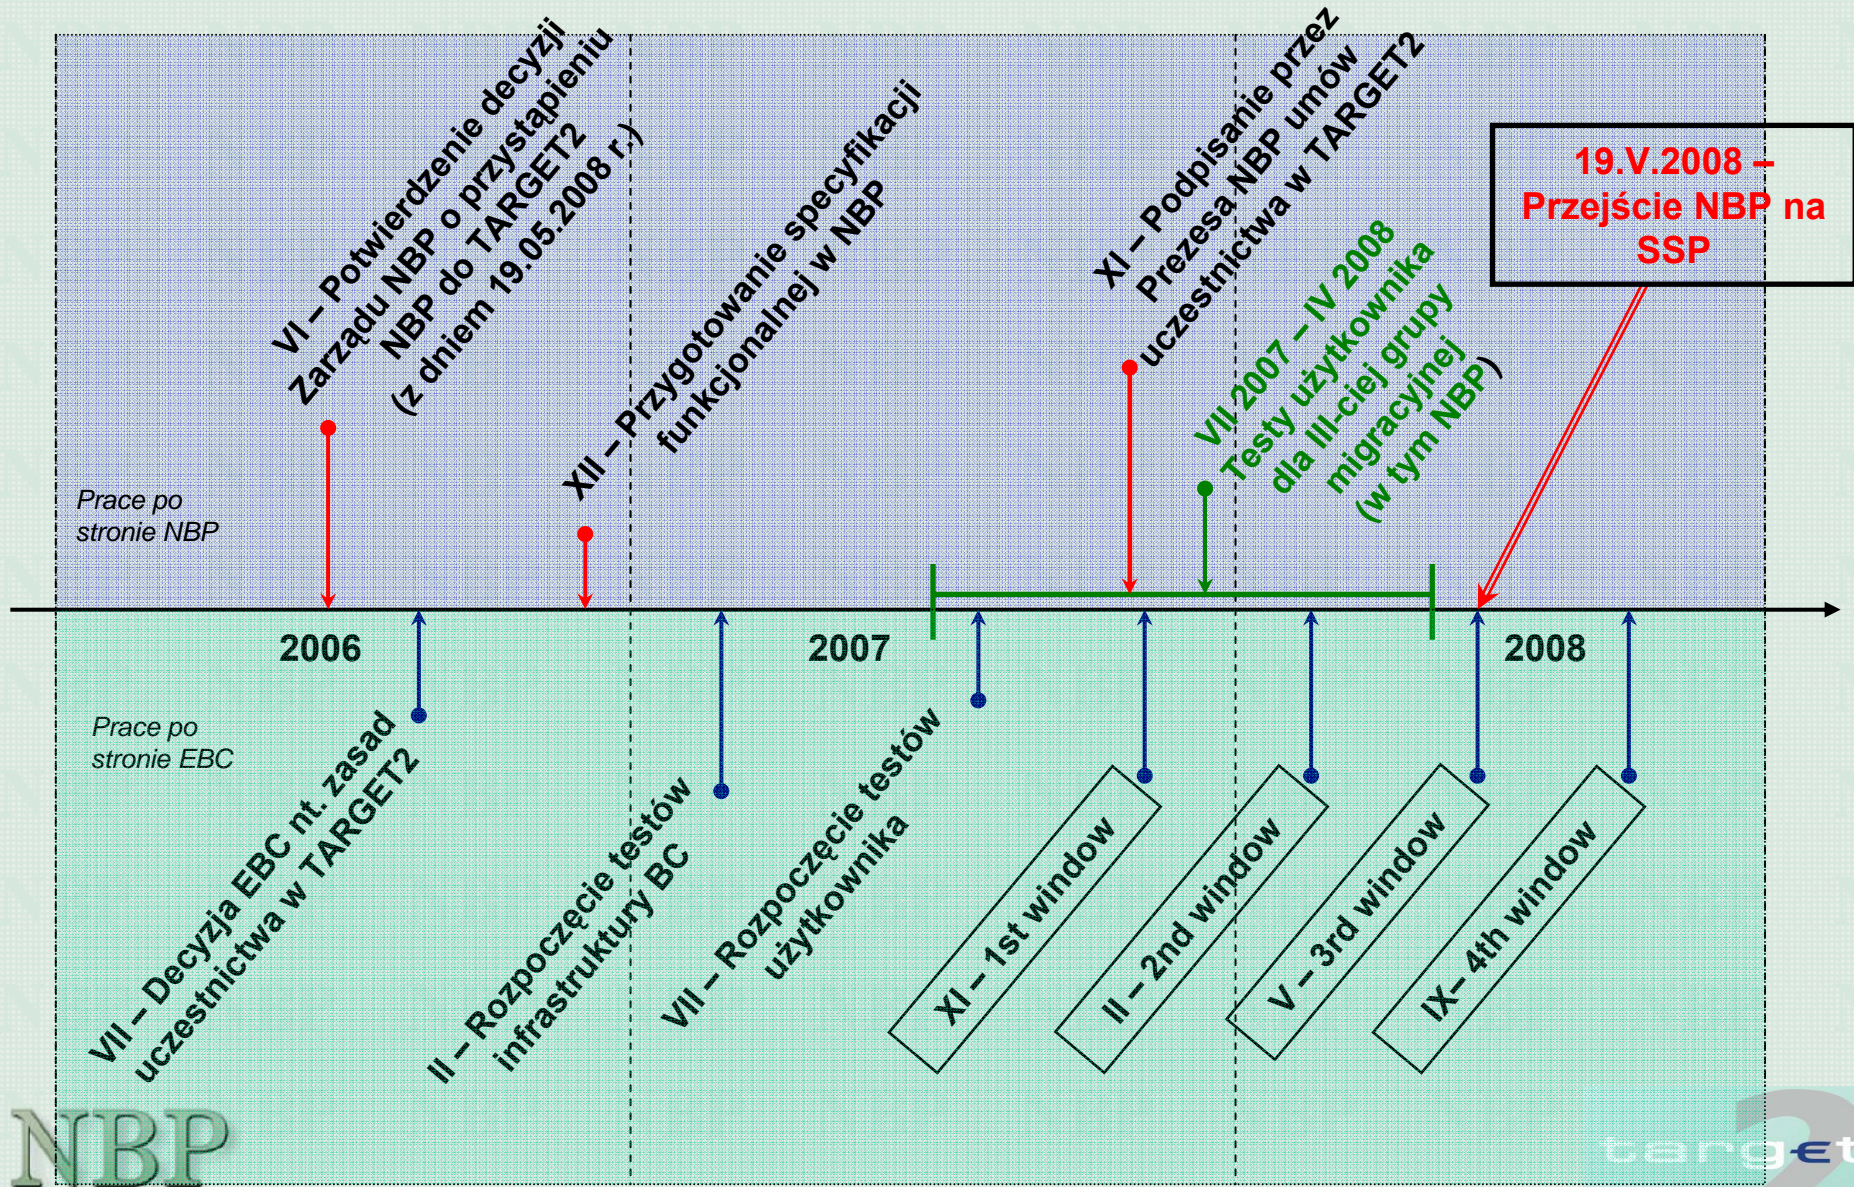 VI – Potwierdzenie decyzji
Zarządu NBP o przystąpieniu
NBP do TARGET2
(z dniem 19.05.2008 r.)
XII – Przygotowanie specyfikacji
funkcjonalnej w NBP
XI – Podpisanie przez
Prezesa NBP umów
uczestnictwa w TARGET2
VII 2007 – IV 2008
Testy użytkownika
dla III-ciej grupy
migracyjnej
(w tym NBP)
19.V.2008 –
Przejście NBP na
SSP
Prace po
stronie NBP
2006
2007
2008
Prace po
stronie EBC
VII – Decyzja EBC nt. zasad
uczestnictwa w TARGET2
II – Rozpoczęcie testów
infrastruktury BC
VII – Rozpoczęcie testów
użytkownika
XI – 1st window
II – 2nd window
V – 3rd window
IX– 4th window
NBP
target
2